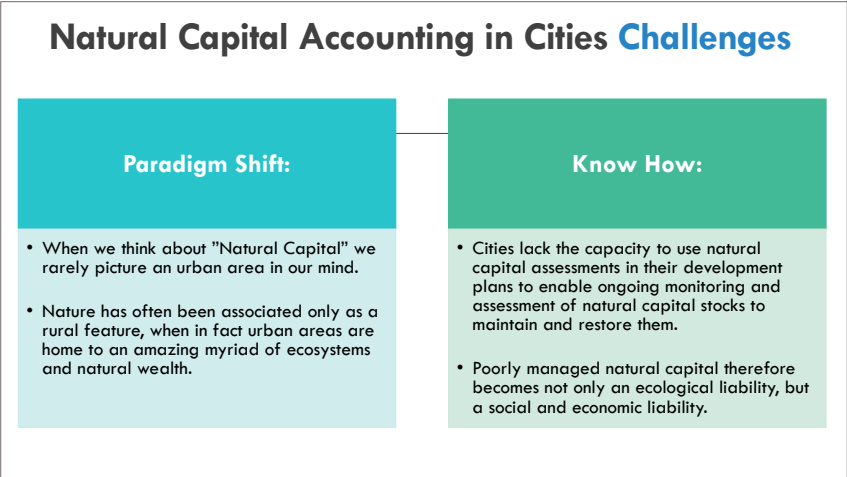 Natural Capital Accounting in Cities Challenges
Paradigm Shift:
• When we think about ”Natural Capital” we
rarely picture an urban area in our mind.
• Nature has often been associated only as a
rural feature, when in fact urban areas are
home to an amazing myriad of ecosystems
and natural wealth.
Know How:
• Cities lack the capacity to use natural
capital assessments in their development
plans to enable ongoing monitoring and
assessment of natural capital stocks to
maintain and restore them.
• Poorly managed natural capital therefore
becomes not only an ecological liability, but
a social and economic liability.